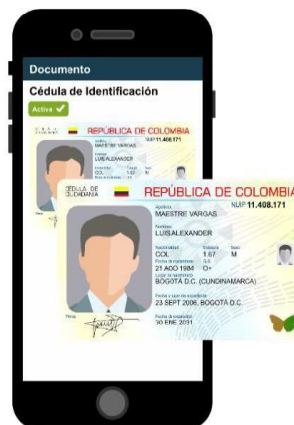 Documento
Cédula de Identificación
Activa
REPÚBLICA DE COLOMBIA
NUIP 11.408.171
MAESTRE VARGAS
LUIS ALEXANDER
COL 1.67 M
CÉDULA DE CIUDADANÍA
REPÚBLICA DE COLOMBIA
NUIP 11.408.171
Apellidos
MAESTRE VARGAS
Nombres
LUIS ALEXANDER
Nacionalidad Estatura Sexo
COL 1.67 M
Fecha de nacimiento G.S.
21 AGO 1984 O+
Lugar de nacimiento
BOGOTÁ D.C. (CUNDINAMARCA)
Fecha y lugar de expedición
23 SEPT 2006, BOGOTÁ D.C.
Fecha de expiración
30 ENE 2031
Firma